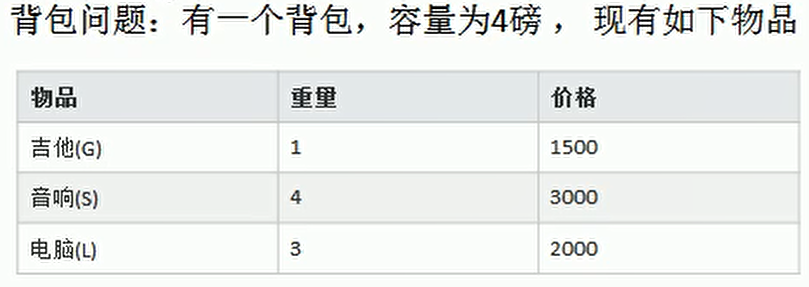 背包问题：有一个背包，容量为4磅 ， 现有如下物品
物品 重量 价格
吉他(G) 1 1500
音响(S) 4 3000
电脑(L) 3 2000